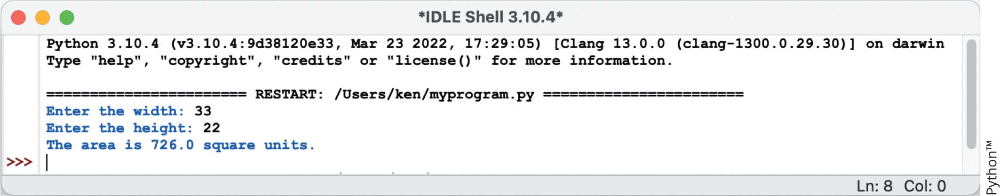 *IDLE Shell 3.10.4*
Python 3.10.4 (v3.10.4:9d38120e33, Mar 23 2022, 17:29:05) [Clang 13.0.0 (clang-1300.0.29.30)] on darwin
Type "help", "copyright", "credits" or "license()" for more information.
======================= RESTART: /Users/ken/myprogram.py =======================
Enter the width: 33
Enter the height: 22
The area is 726.0 square units.
>>>
Ln: 8 Col: 0
Python™